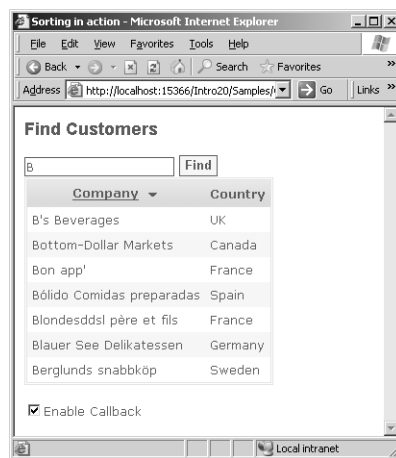 Sorting in action - Microsoft Internet Explorer
File Edit View Favorites Tools Help
Back Search Favorites »
Address http://localhost:15366/Intro20/Samples/ Go Links »
Find Customers
B Find
Company Country
B's Beverages UK
Bottom-Dollar Markets Canada
Bon app' France
Bólido Comidas preparadas Spain
Blondesddsl père et fils France
Blauer See Delikatessen Germany
Berglunds snabbköp Sweden
Enable Callback
Local intranet